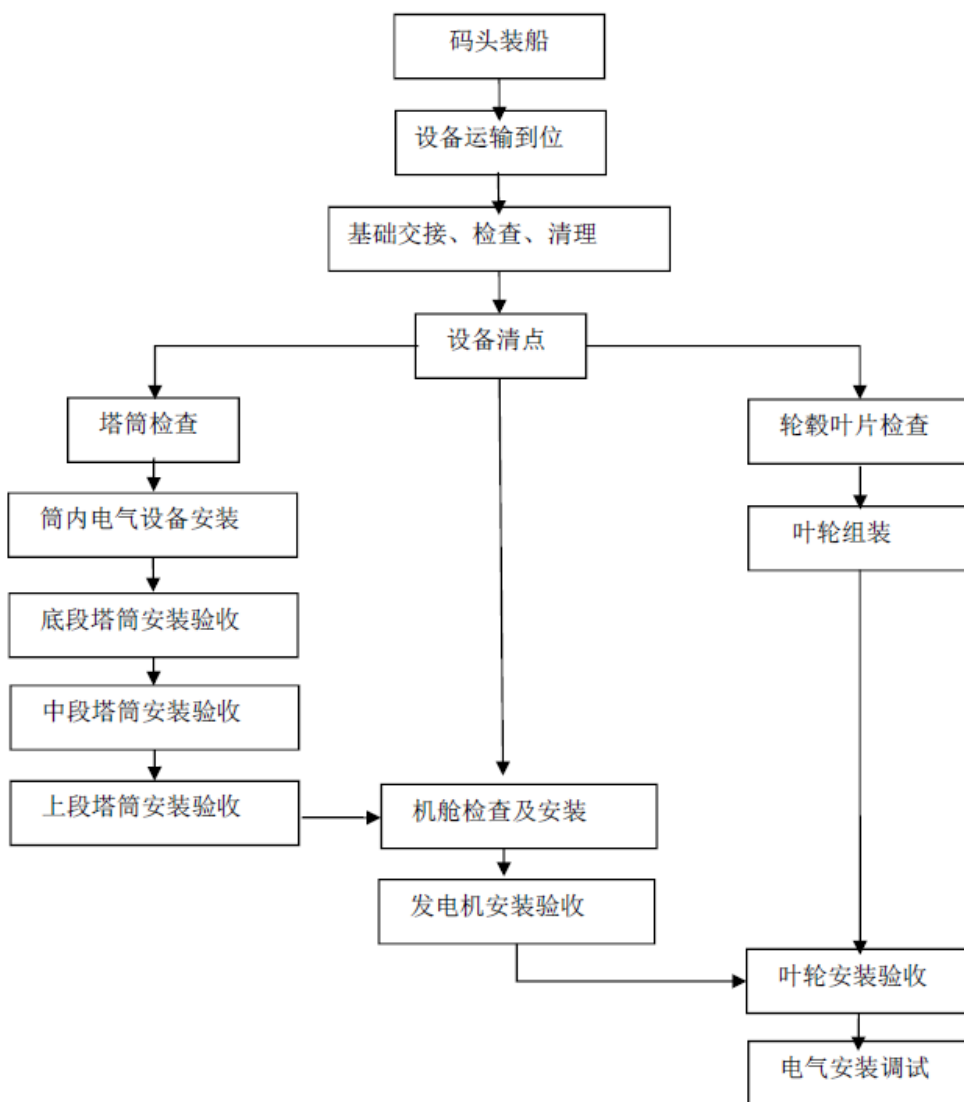 码头装船
设备运输到位
基础交接、检查、清理
设备清点
塔筒检查
轮毂叶片检查
筒内电气设备安装
叶轮组装
底段塔筒安装验收
中段塔筒安装验收
上段塔筒安装验收
机舱检查及安装
发电机安装验收
叶轮安装验收
电气安装调试